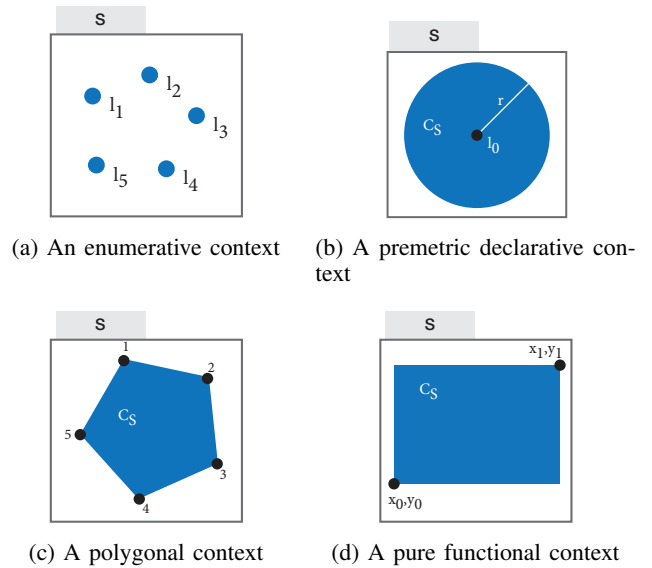 S
l1
l2
l3
l4
l5
(a) An enumerative context
S
r
CS
l0
(b) A premetric declarative con-
text
S
1
2
CS
5
3
4
(c) A polygonal context
S
x1,y1
CS
x0,y0
(d) A pure functional context